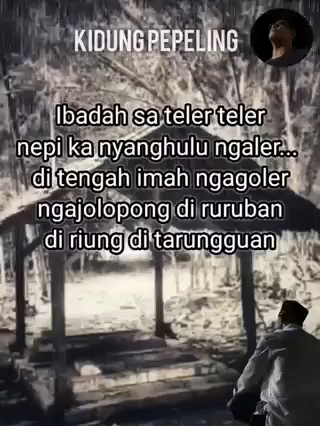 KIDUNG PEPELING
Ibadah sa teler teler
nepi ka nyanghulu ngaler...
di tengah imah ngagoler
ngajolopong di ruruban
di riung di tarungguan